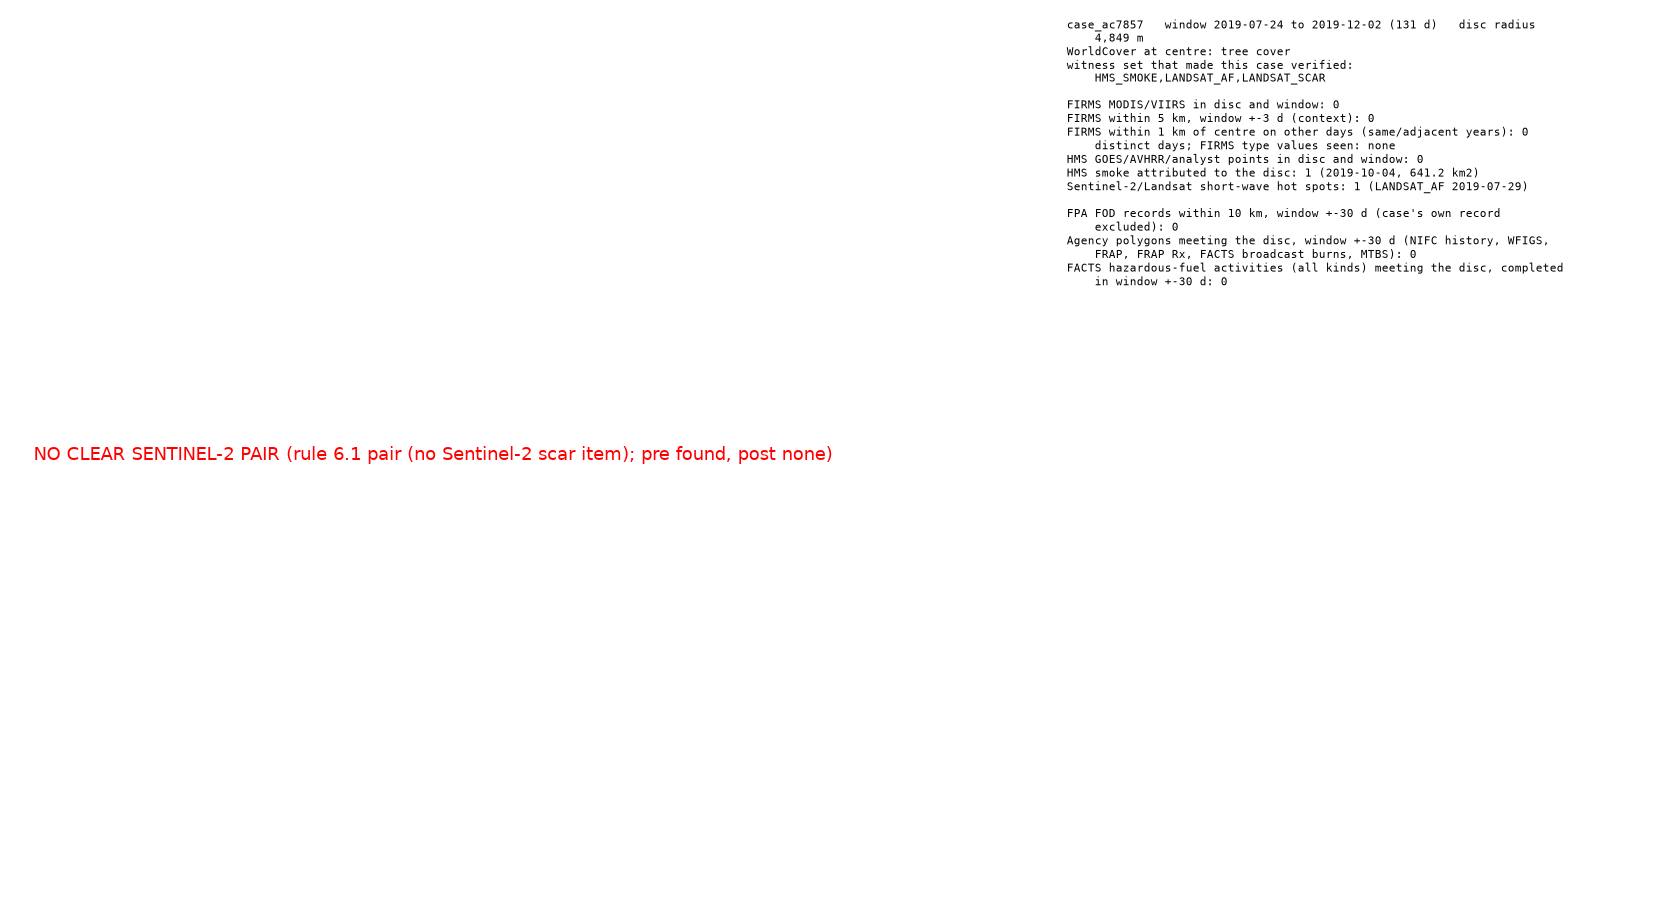 case_ac7857   window 2019-07-24 to 2019-12-02 (131 d)   disc radius
    4,849 m
WorldCover at centre: tree cover
witness set that made this case verified:
    HMS_SMOKE,LANDSAT_AF,LANDSAT_SCAR

FIRMS MODIS/VIIRS in disc and window: 0
FIRMS within 5 km, window +-3 d (context): 0
FIRMS within 1 km of centre on other days (same/adjacent years): 0
    distinct days; FIRMS type values seen: none
HMS GOES/AVHRR/analyst points in disc and window: 0
HMS smoke attributed to the disc: 1 (2019-10-04, 641.2 km2)
Sentinel-2/Landsat short-wave hot spots: 1 (LANDSAT_AF 2019-07-29)

FPA FOD records within 10 km, window +-30 d (case's own record
    excluded): 0
Agency polygons meeting the disc, window +-30 d (NIFC history, WFIGS,
    FRAP, FRAP Rx, FACTS broadcast burns, MTBS): 0
FACTS hazardous-fuel activities (all kinds) meeting the disc, completed
    in window +-30 d: 0

NO CLEAR SENTINEL-2 PAIR (rule 6.1 pair (no Sentinel-2 scar item); pre found, post none)